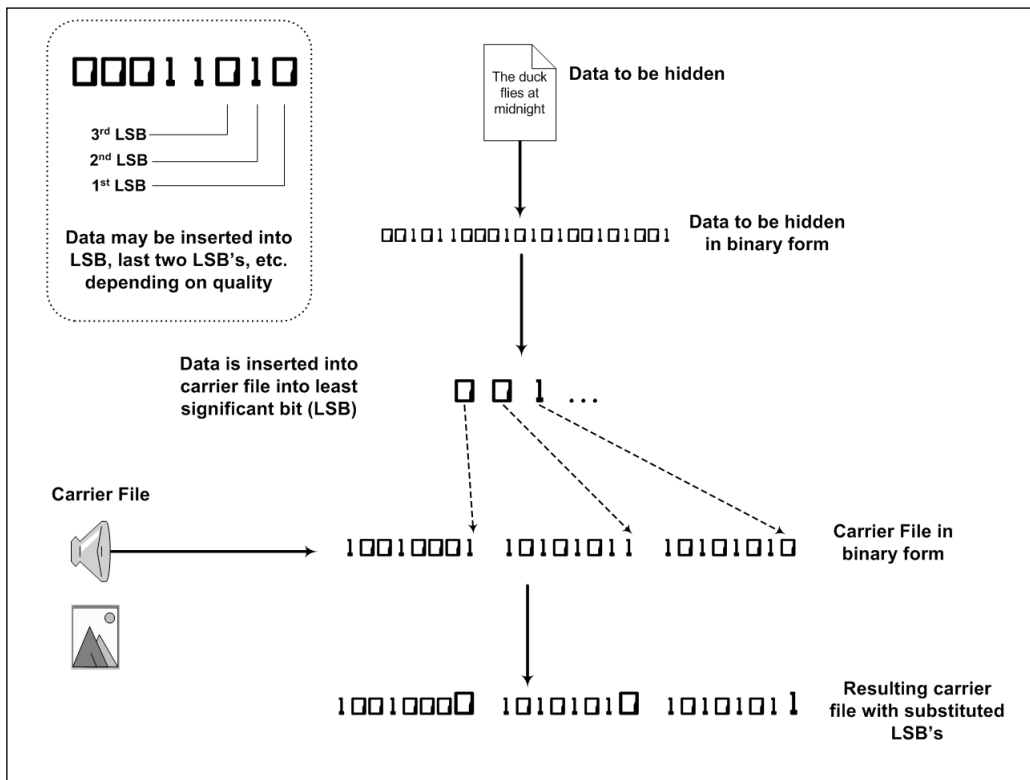 00011010
3rd LSB
2nd LSB
1st LSB
Data may be inserted into
LSB, last two LSB's, etc.
depending on quality
The duck
flies at
midnight
Data to be hidden
001011000101010010101001
Data to be hidden
in binary form
Data is inserted into
carrier file into least
significant bit (LSB)
0 0 1 ...
Carrier File
10010001 10101011 10101010
Carrier File in
binary form
10010000 10101010 10101011
Resulting carrier
file with substituted
LSB's